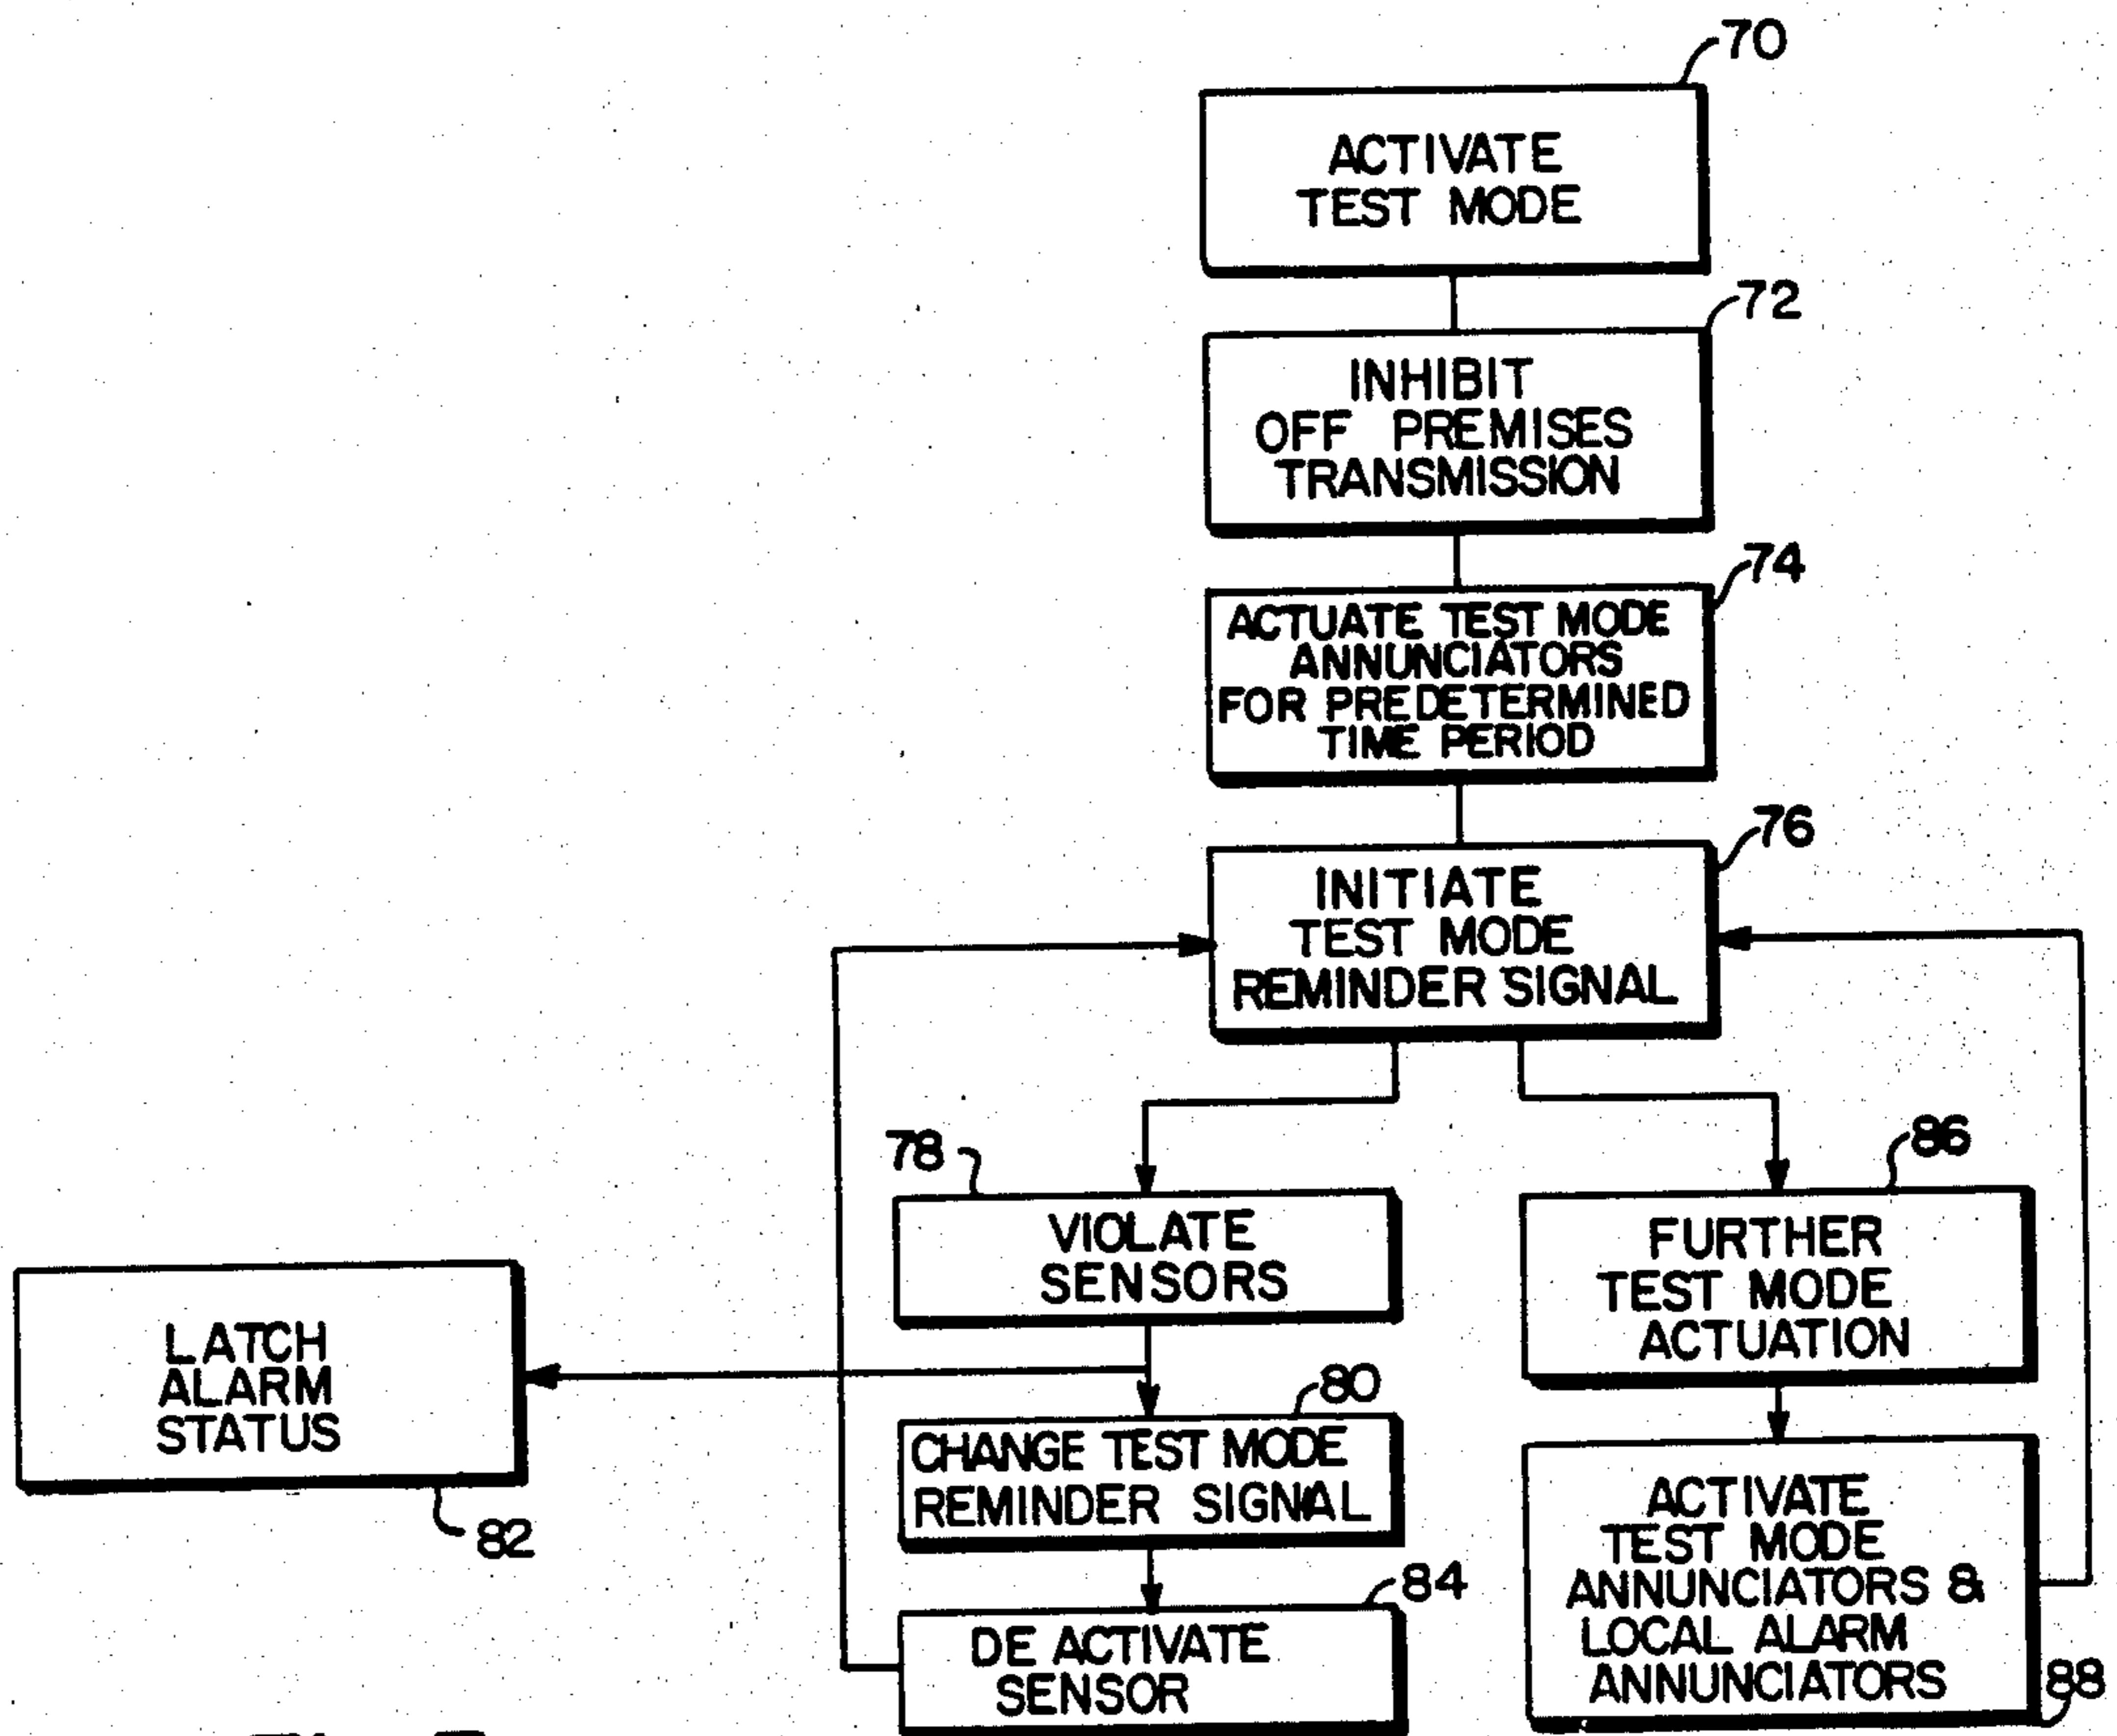 70
ACTIVATE
TEST MODE
72
INHIBIT
OFF PREMISES
TRANSMISSION
74
ACTUATE TEST MODE
ANNUNCIATORS
FOR PREDETERMINED
TIME PERIOD
76
INITIATE
TEST MODE
REMINDER SIGNAL
78
VIOLATE
SENSORS
86
FURTHER
TEST MODE
ACTUATION
LATCH
ALARM
STATUS
82
80
CHANGE TEST MODE
REMINDER SIGNAL
84
DE ACTIVATE
SENSOR
ACTIVATE
TEST MODE
ANNUNCIATORS &
LOCAL ALARM
ANNUNCIATORS
88